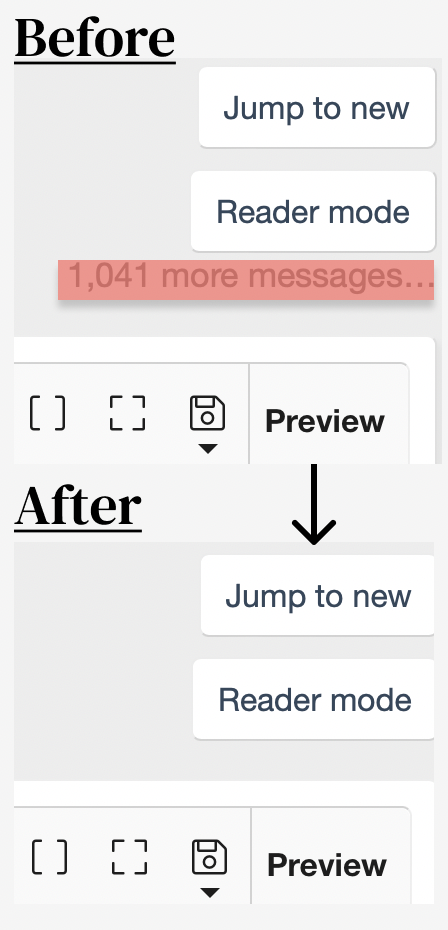 Before
Jump to new
Reader mode
1,041 more messages...
Preview
After
Jump to new
Reader mode
Preview